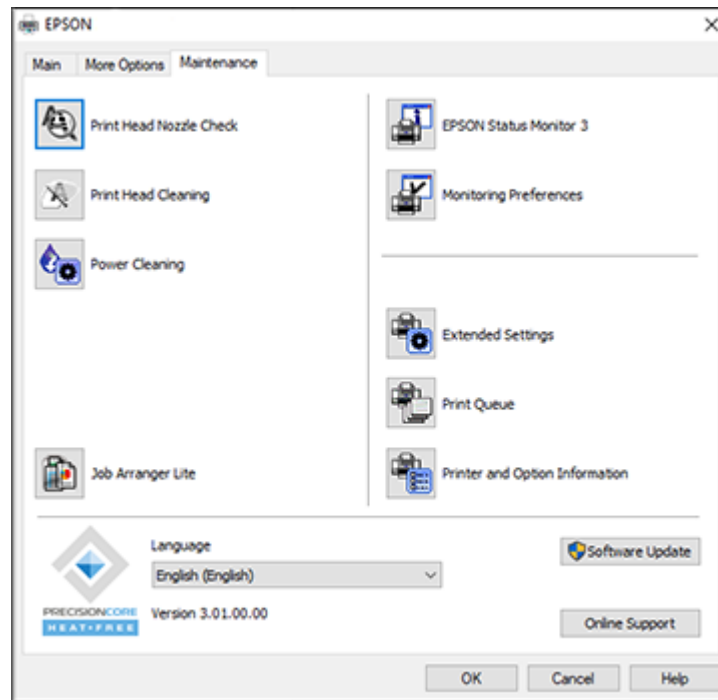 EPSON
Main
More Options
Maintenance
Print Head Nozzle Check
Print Head Cleaning
Power Cleaning
Job Arranger Lite
EPSON Status Monitor 3
Monitoring Preferences
Extended Settings
Print Queue
Printer and Option Information
Language
English (English)
Version 3.01.00.00
PRECISIONCORE
HEAT-FREE
Software Update
Online Support
OK
Cancel
Help